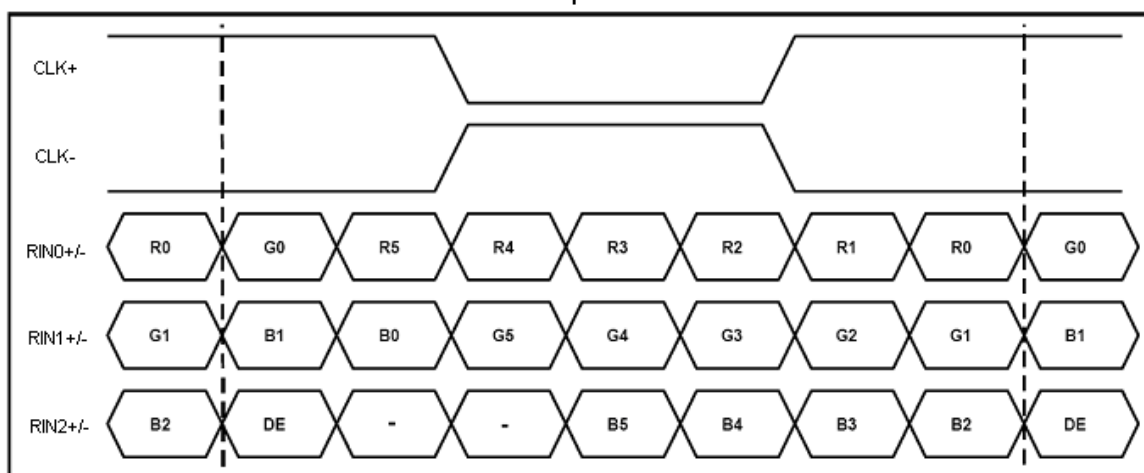 CLK+
CLK-
RIN0+/- R0 G0 R5 R4 R3 R2 R1 R0 G0
RIN1+/- G1 B1 B0 G5 G4 G3 G2 G1 B1
RIN2+/- B2 DE - - B5 B4 B3 B2 DE